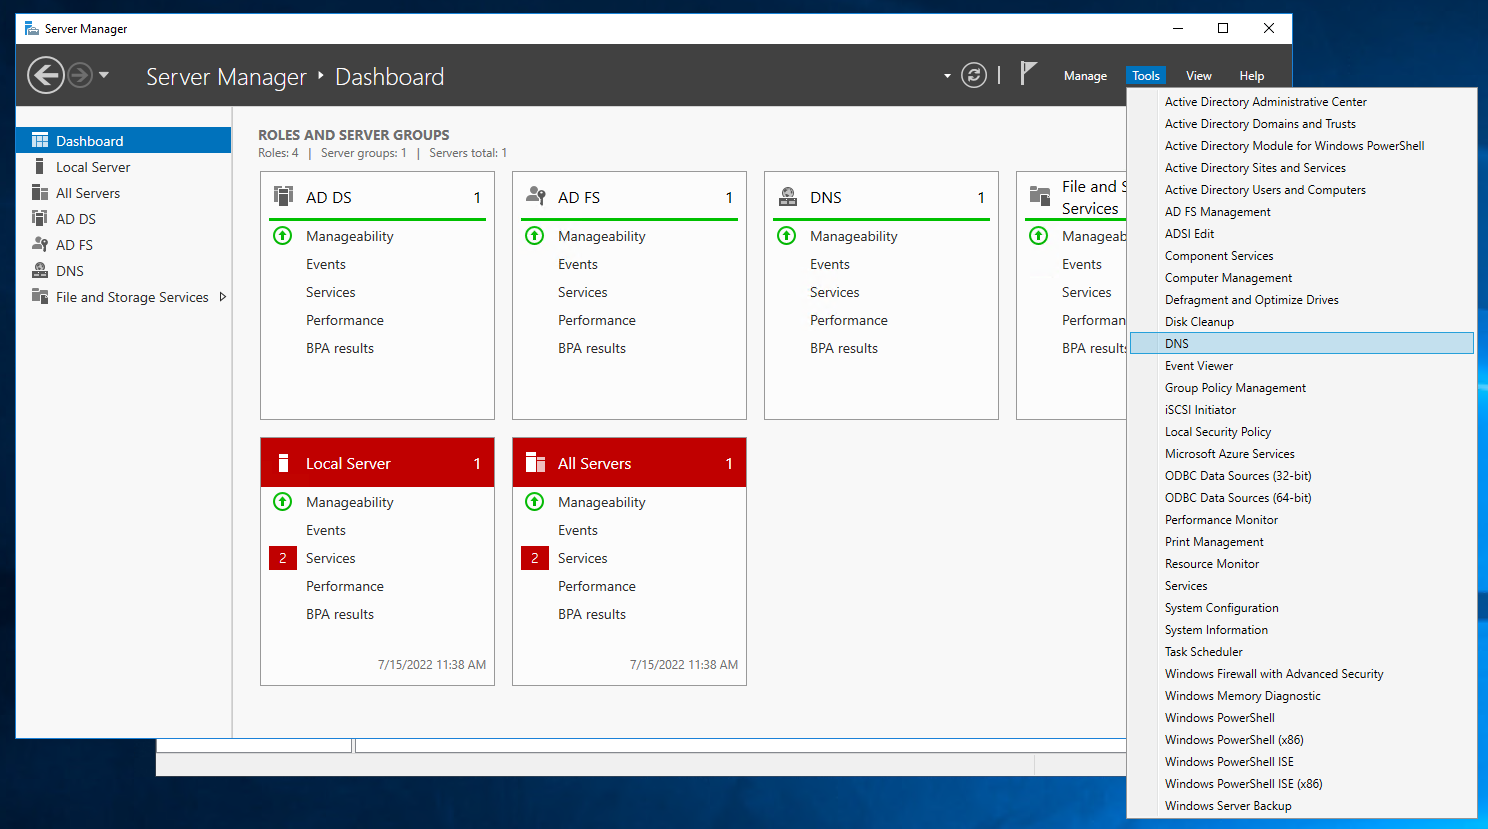 Server Manager
Server Manager ‣ Dashboard
Manage Tools View Help
Dashboard
Local Server
All Servers
AD DS
AD FS
DNS
File and Storage Services
ROLES AND SERVER GROUPS
Roles: 4 | Server groups: 1 | Servers total: 1
AD DS 1
Manageability
Events
Services
Performance
BPA results
AD FS 1
Manageability
Events
Services
Performance
BPA results
DNS 1
Manageability
Events
Services
Performance
BPA results
File and S
Services
Manageab
Events
Services
Performan
BPA results
Local Server 1
Manageability
Events
2 Services
Performance
BPA results
7/15/2022 11:38 AM
All Servers 1
Manageability
Events
2 Services
Performance
BPA results
7/15/2022 11:38 AM
Active Directory Administrative Center
Active Directory Domains and Trusts
Active Directory Module for Windows PowerShell
Active Directory Sites and Services
Active Directory Users and Computers
AD FS Management
ADSI Edit
Component Services
Computer Management
Defragment and Optimize Drives
Disk Cleanup
DNS
Event Viewer
Group Policy Management
iSCSI Initiator
Local Security Policy
Microsoft Azure Services
ODBC Data Sources (32-bit)
ODBC Data Sources (64-bit)
Performance Monitor
Print Management
Resource Monitor
Services
System Configuration
System Information
Task Scheduler
Windows Firewall with Advanced Security
Windows Memory Diagnostic
Windows PowerShell
Windows PowerShell (x86)
Windows PowerShell ISE
Windows PowerShell ISE (x86)
Windows Server Backup